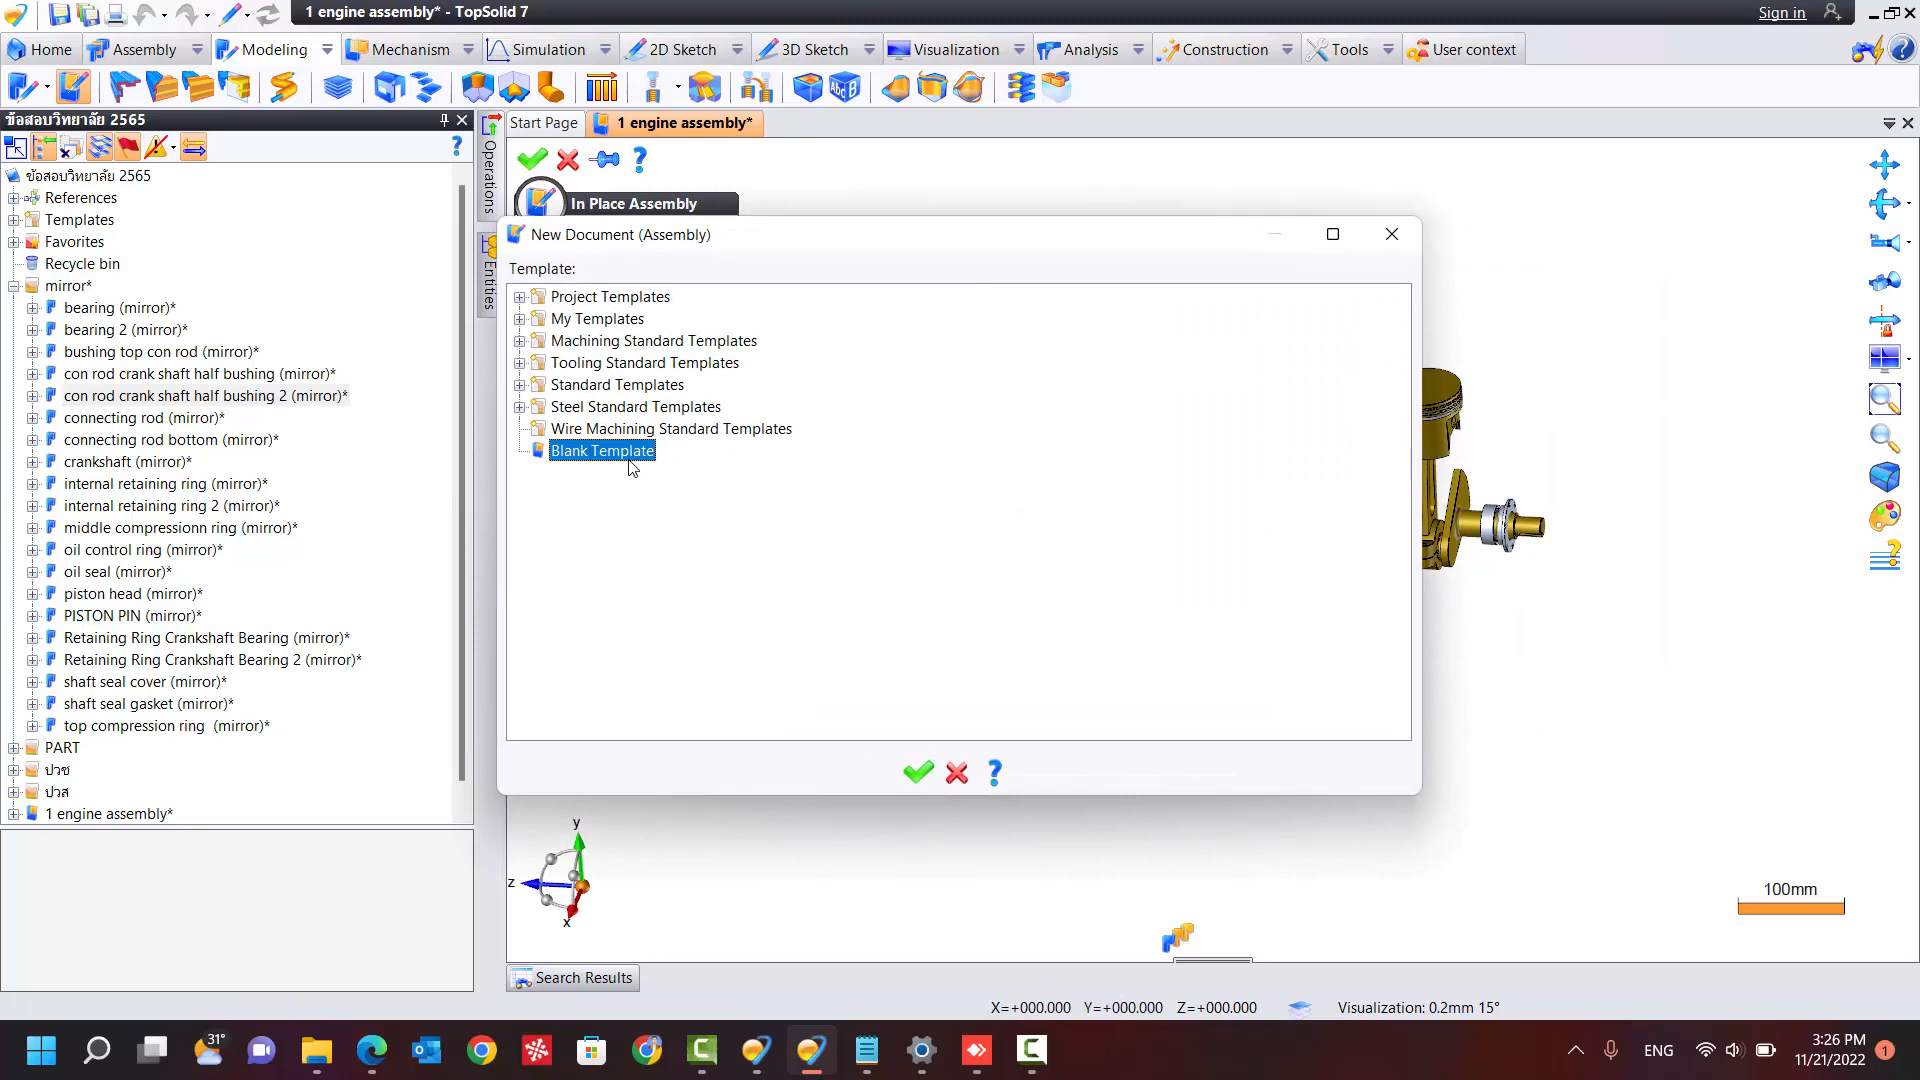 1 engine assembly* - TopSolid 7
Sign in
Home
Assembly
Modeling
Mechanism
Simulation
2D Sketch
3D Sketch
Visualization
Analysis
Construction
Tools
User context
ข้อสอบวิทยาลัย 2565
ข้อสอบวิทยาลัย 2565
References
Templates
Favorites
Recycle bin
mirror*
bearing (mirror)*
bearing 2 (mirror)*
bushing top con rod (mirror)*
con rod crank shaft half bushing (mirror)*
con rod crank shaft half bushing 2 (mirror)*
connecting rod (mirror)*
connecting rod bottom (mirror)*
crankshaft (mirror)*
internal retaining ring (mirror)*
internal retaining ring 2 (mirror)*
middle compressionn ring (mirror)*
oil control ring (mirror)*
oil seal (mirror)*
piston head (mirror)*
PISTON PIN (mirror)*
Retaining Ring Crankshaft Bearing (mirror)*
Retaining Ring Crankshaft Bearing 2 (mirror)*
shaft seal cover (mirror)*
shaft seal gasket (mirror)*
top compression ring  (mirror)*
PART
ปวช
ปวส
1 engine assembly*
Operations
Entities
Start Page
1 engine assembly*
In Place Assembly
New Document (Assembly)
Template:
Project Templates
My Templates
Machining Standard Templates
Tooling Standard Templates
Standard Templates
Steel Standard Templates
Wire Machining Standard Templates
Blank Template
y
z
x
100mm
Search Results
X=+000.000 Y=+000.000 Z=+000.000
Visualization: 0.2mm 15°
31°
ENG
3:26 PM
11/21/2022
1